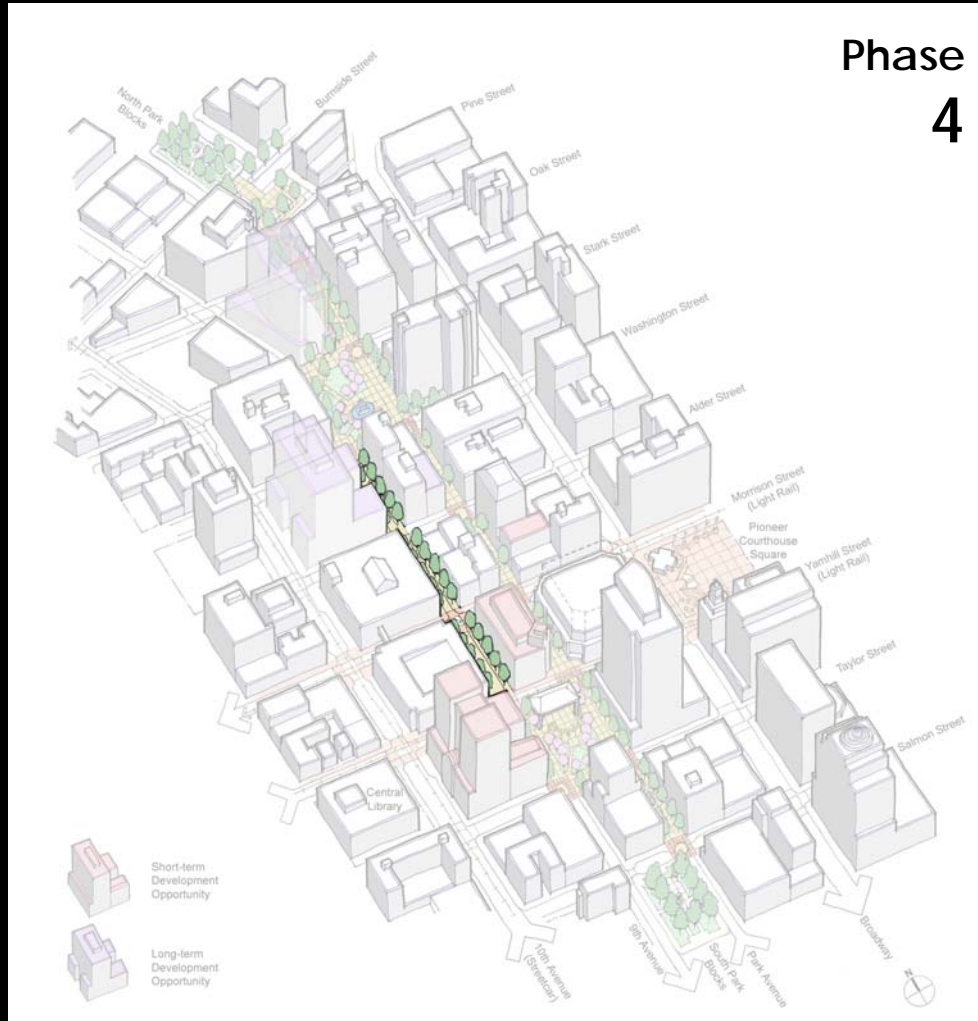 Phase
4
North Park
Blocks
Burnside Street
Pine Street
Oak Street
Stark Street
Washington Street
Alder Street
Morrison Street
(Light Rail)
Pioneer
Courthouse
Square
Yamhill Street
(Light Rail)
Taylor Street
Salmon Street
Central
Library
Short-term
Development
Opportunity
Long-term
Development
Opportunity
10th Avenue
(Streetcar)
9th Avenue
South Park
Blocks
Park Avenue
Broadway
N